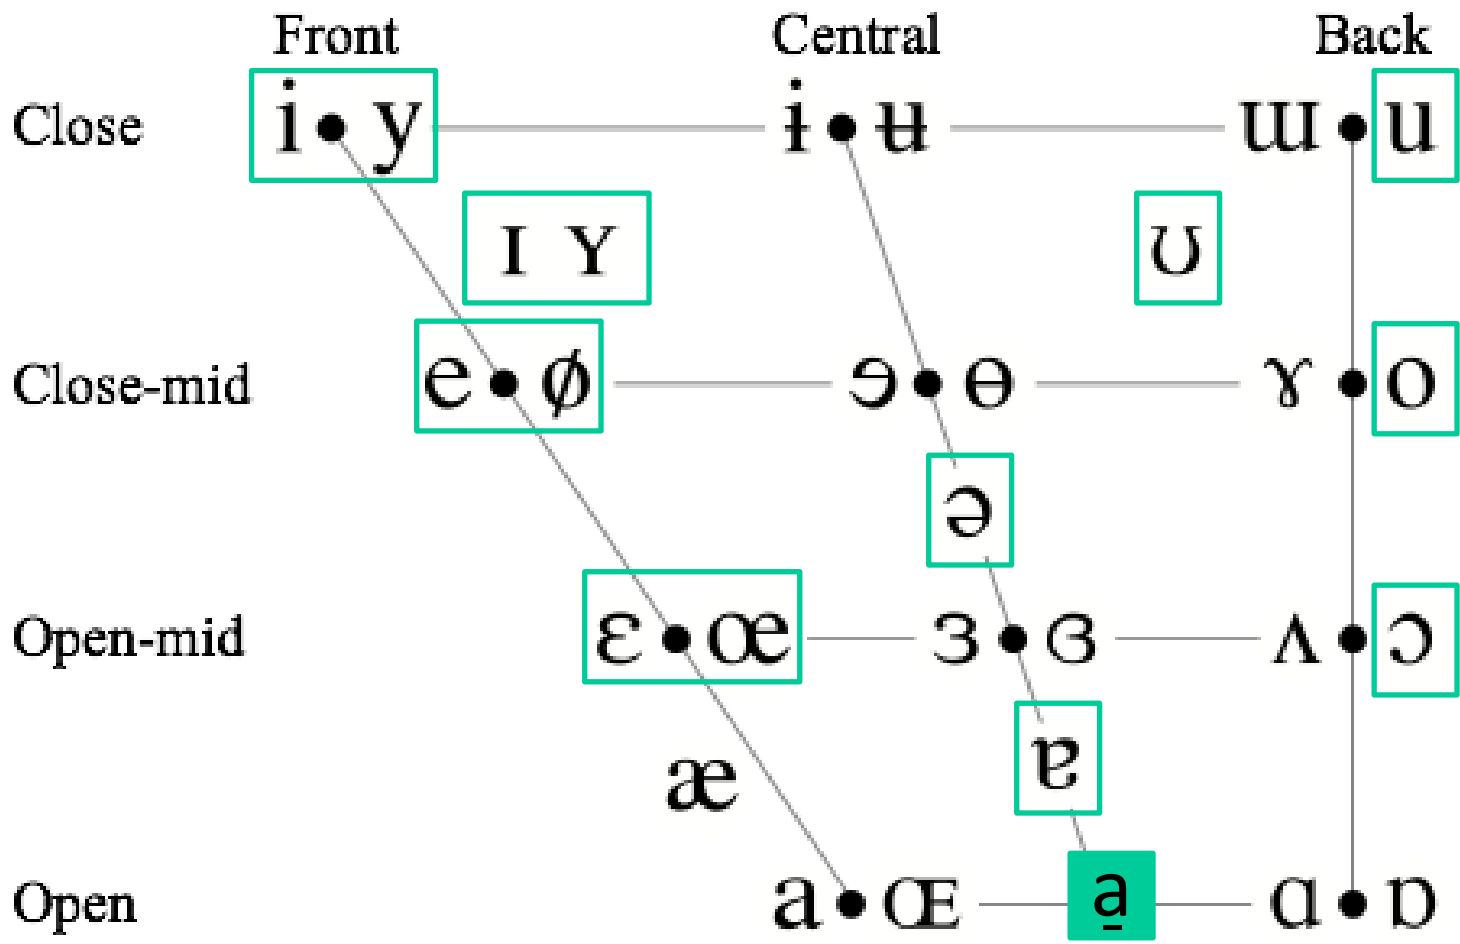 Front Central Back
Close i y ɨ ʉ ɯ u
ɪ ʏ ʊ
Close-mid e ø ɘ ɵ ɤ o
ə
Open-mid ɛ œ ɜ ɞ ʌ ɔ
ɐ
æ
Open a ɶ a̠ ɑ ɒ